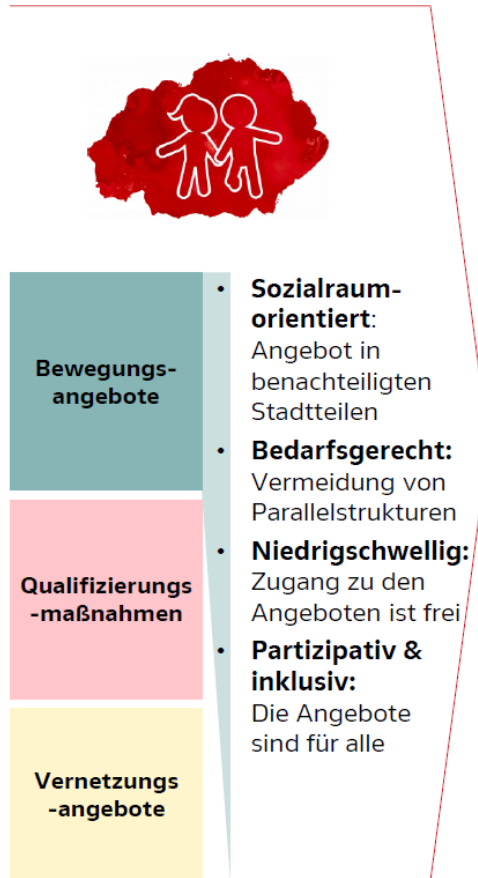 Bewegungs-
angebote
Qualifizierungs
-maßnahmen
Vernetzungs
-angebote
• Sozialraum-
orientiert:
Angebot in
benachteiligten
Stadtteilen
• Bedarfsgerecht:
Vermeidung von
Parallelstrukturen
• Niedrigschwellig:
Zugang zu den
Angeboten ist frei
• Partizipativ &
inklusiv:
Die Angebote
sind für alle